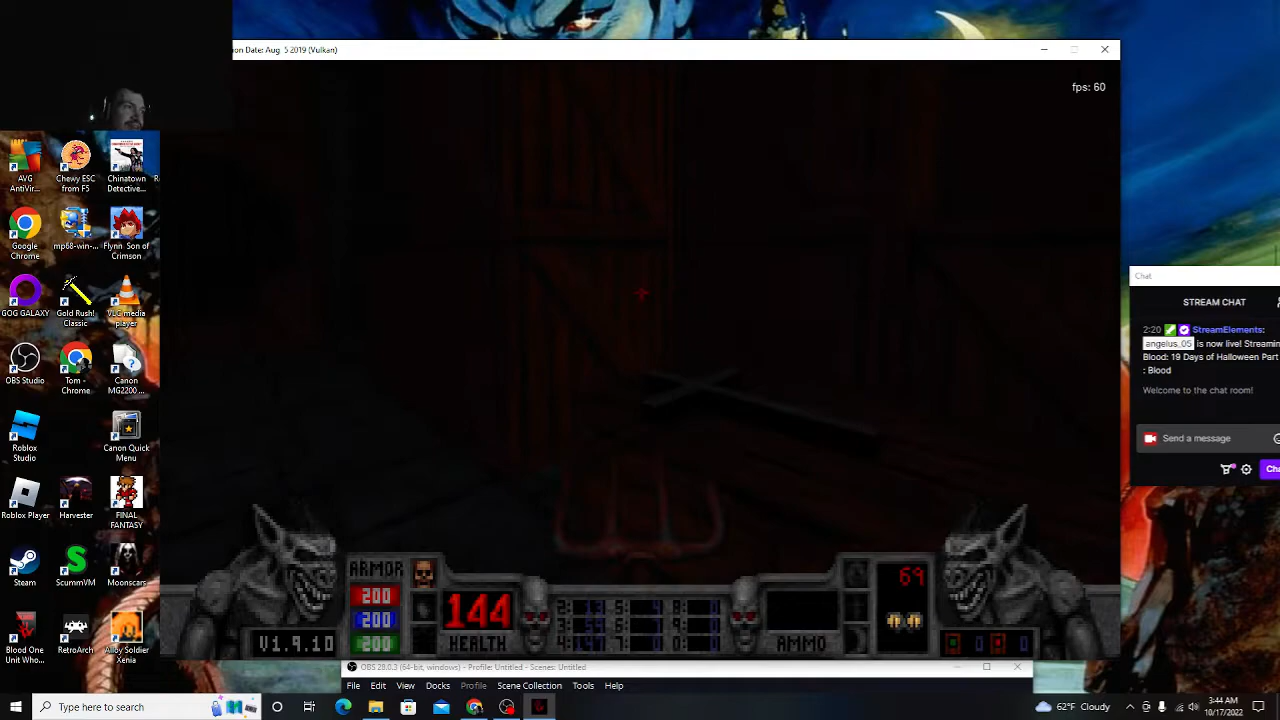 on Date: Aug 5 2019 (Vulkan)
fps: 60
AVG
AntiVir...
Chewy ESC
from F5
Chinatown
Detective...
Google
Chrome
mp68-win-...
Flynn Son of
Crimson
GOG GALAXY
Gold Rush!
Classic
VLC media
player
OBS Studio
Tom -
Chrome
Canon
MG2200 ...
Roblox
Studio
Canon Quick
Menu
Roblox Player
Harvester
FINAL
FANTASY
Steam
ScummVM
Moonscars
Blood One
Unit Who...
RetroArch
Alloy Soldier
Xenia
Chat
STREAM CHAT
2:20 StreamElements:
angelus_05 is now live! Streamin
Blood: 19 Days of Halloween Part
: Blood
Welcome to the chat room!
Send a message
Cha
ARMOR
200
200
200
144
HEALTH
V1.9.10
AMMO
69
0 0
OBS 28.0.3 (64-bit, windows) - Profile: Untitled - Scenes: Untitled
File Edit View Docks Profile Scene Collection Tools Help
Type here to search
62°F Cloudy
3:44 AM
10/17/2022